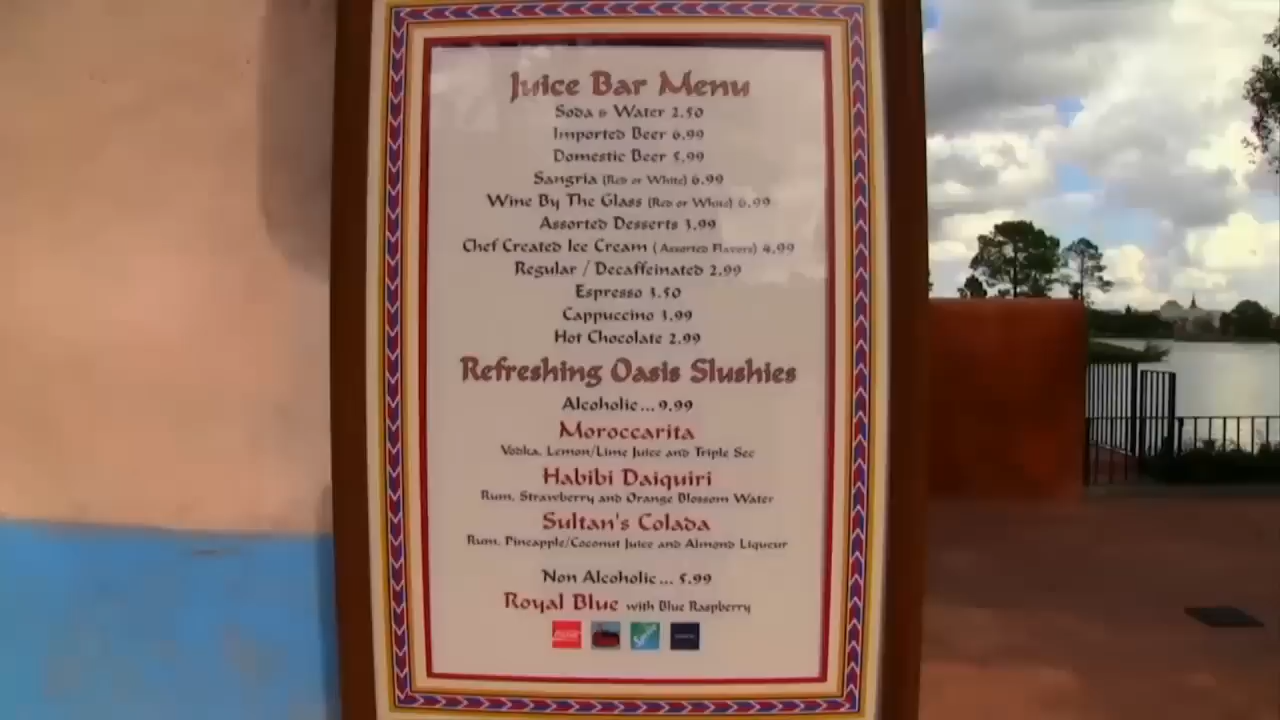 Juice Bar Menu
Soda & Water 2.50
Imported Beer 6.99
Domestic Beer 5.99
Sangria (Red or White) 6.99
Wine By The Glass (Red or White) 6.99
Assorted Desserts 3.99
Chef Created Ice Cream (Assorted Flavors) 4.99
Regular / Decaffeinated 2.99
Espresso 3.50
Cappuccino 3.99
Hot Chocolate 2.99
Refreshing Oasis Slushies
Alcoholic... 9.99
Moroccarita
Vodka, Lemon/Lime Juice and Triple Sec
Habibi Daiquiri
Rum, Strawberry and Orange Blossom Water
Sultan's Colada
Rum, Pineapple/Coconut Juice and Almond Liqueur
Non Alcoholic... 5.99
Royal Blue with Blue Raspberry